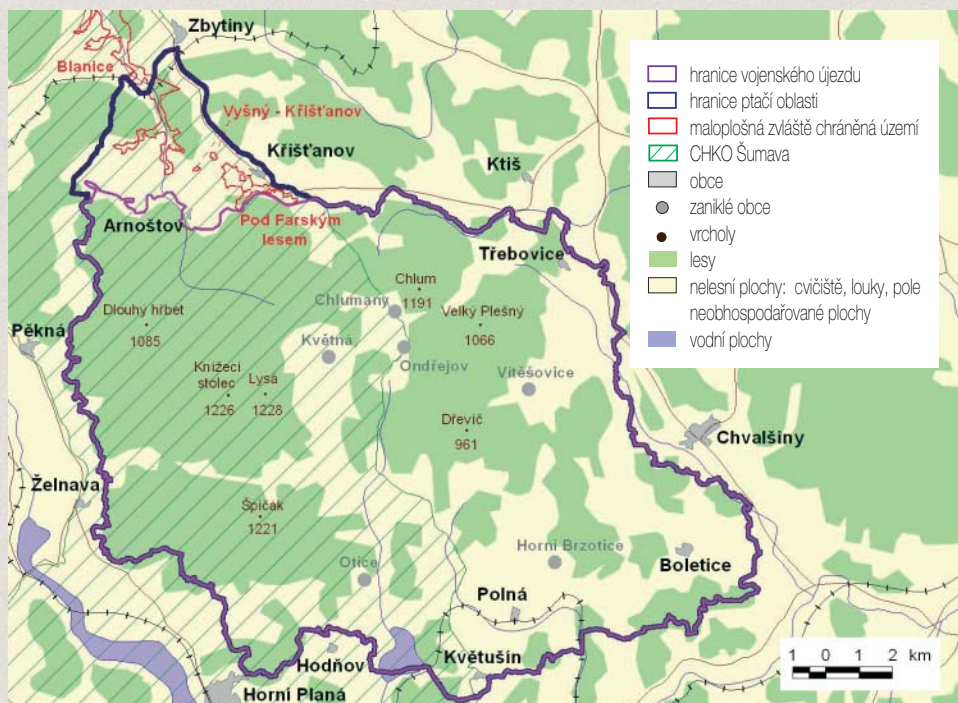 Zbytiny
Blanice
Vyšný - Křišťanov
Křišťanov
Ktiš
Arnoštov
Pod Farským
lesem
Třebovice
Chlum
1191
Chlumany
Dlouhý hřbet
1085
Velký Plešný
1066
Pěkná
Květná
Ondřejov
Knížecí
stolec
1226
Lysá
1228
Vítěšovice
Dřevíč
961
Chvalšiny
Želnava
Špičák
1221
Otice
Horní Brzotice
Boletice
Polná
Květušín
Hodňov
Horní Planá
hranice vojenského újezdu
hranice ptačí oblasti
maloplošná zvláště chráněná území
CHKO Šumava
obce
zaniklé obce
vrcholy
lesy
nelesní plochy: cvičiště, louky, pole
neobhospodařované plochy
vodní plochy
1 0 1 2 km